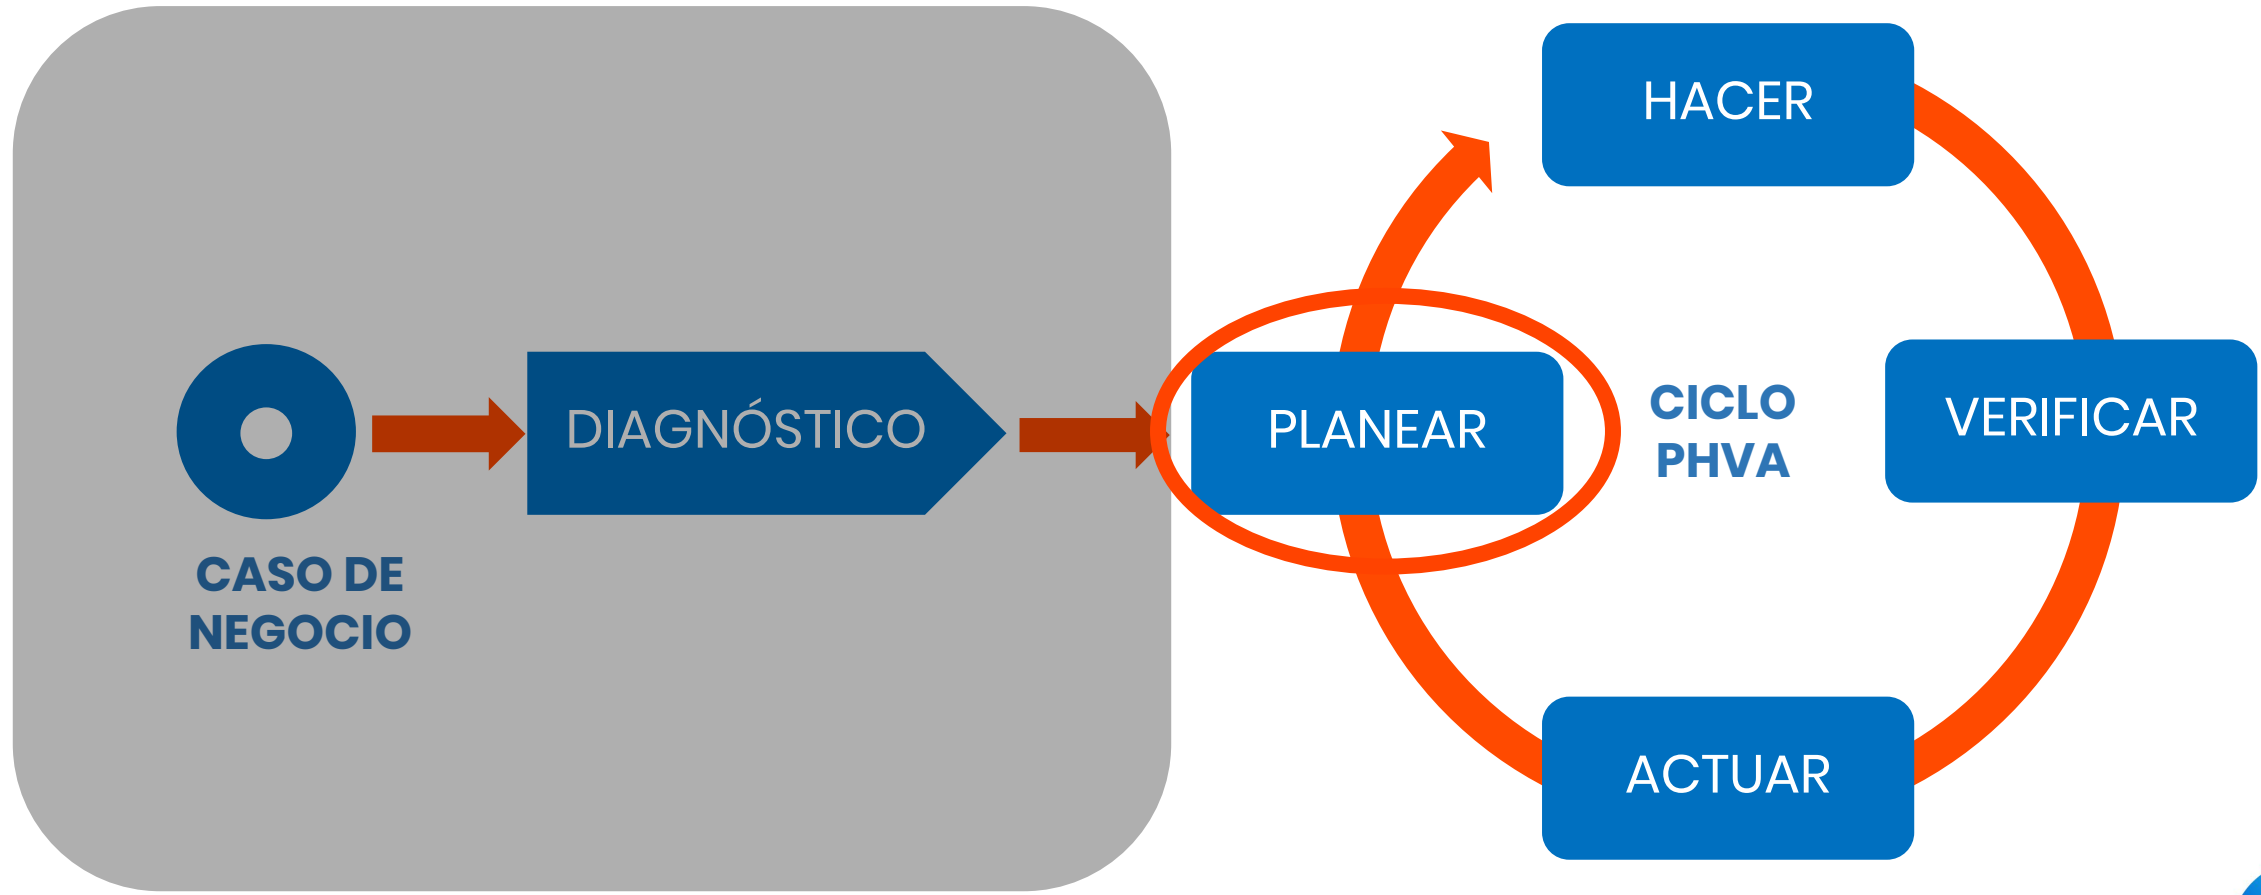 CASO DE
NEGOCIO
DIAGNÓSTICO
PLANEAR
HACER
CICLO
PHVA
VERIFICAR
ACTUAR